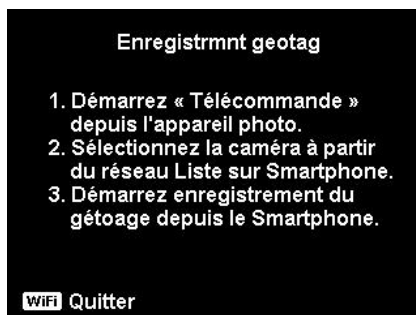 Enregistrmnt geotag
1. Démarrez « Télécommande »
depuis l'appareil photo.
2. Sélectionnez la caméra à partir
du réseau Liste sur Smartphone.
3. Démarrez enregistrement du
gétoage depuis le Smartphone.
WiFi Quitter